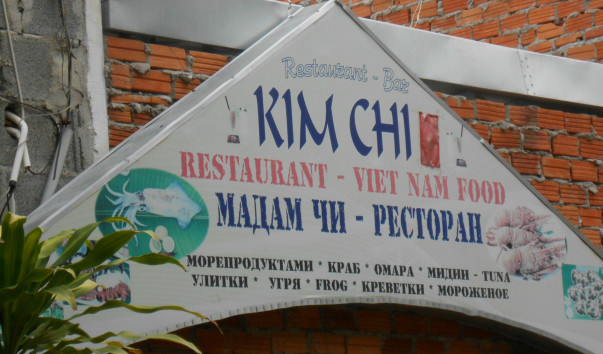 Restaurant - Bar
KIM CHI
RESTAURANT - VIET NAM FOOD
МАДАМ ЧИ - РЕСТОРАН
МОРЕПРОДУКТАМИ * КРАБ * ОМАРА * МИДИИ - TUNA
УЛИТКИ * УГРЯ * FROG * КРЕВЕТКИ * МОРОЖЕНОЕ